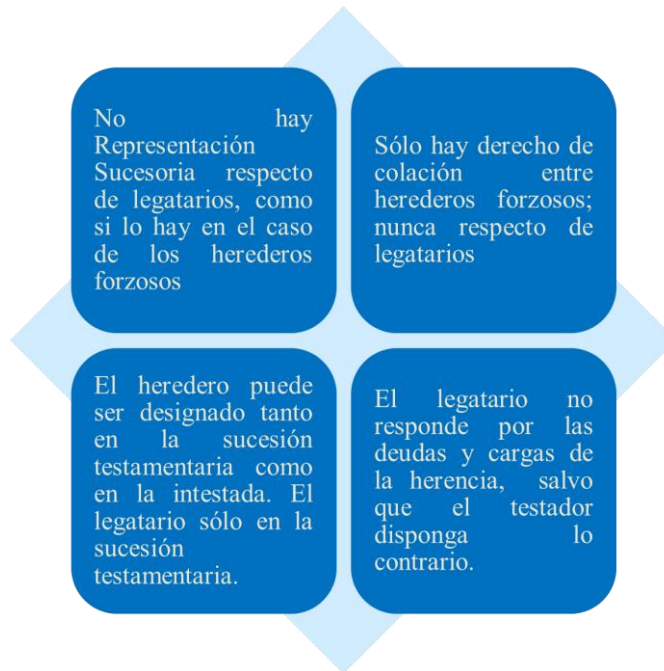 No hay
Representación
Sucesoria respecto
de legatarios, como
si lo hay en el caso
de los herederos
forzosos
Sólo hay derecho de
colación entre
herederos forzosos;
nunca respecto de
legatarios
El heredero puede
ser designado tanto
en la sucesión
testamentaria como
en la intestada. El
legatario sólo en la
sucesión
testamentaria.
El legatario no
responde por las
deudas y cargas de
la herencia, salvo
que el testador
disponga lo
contrario.